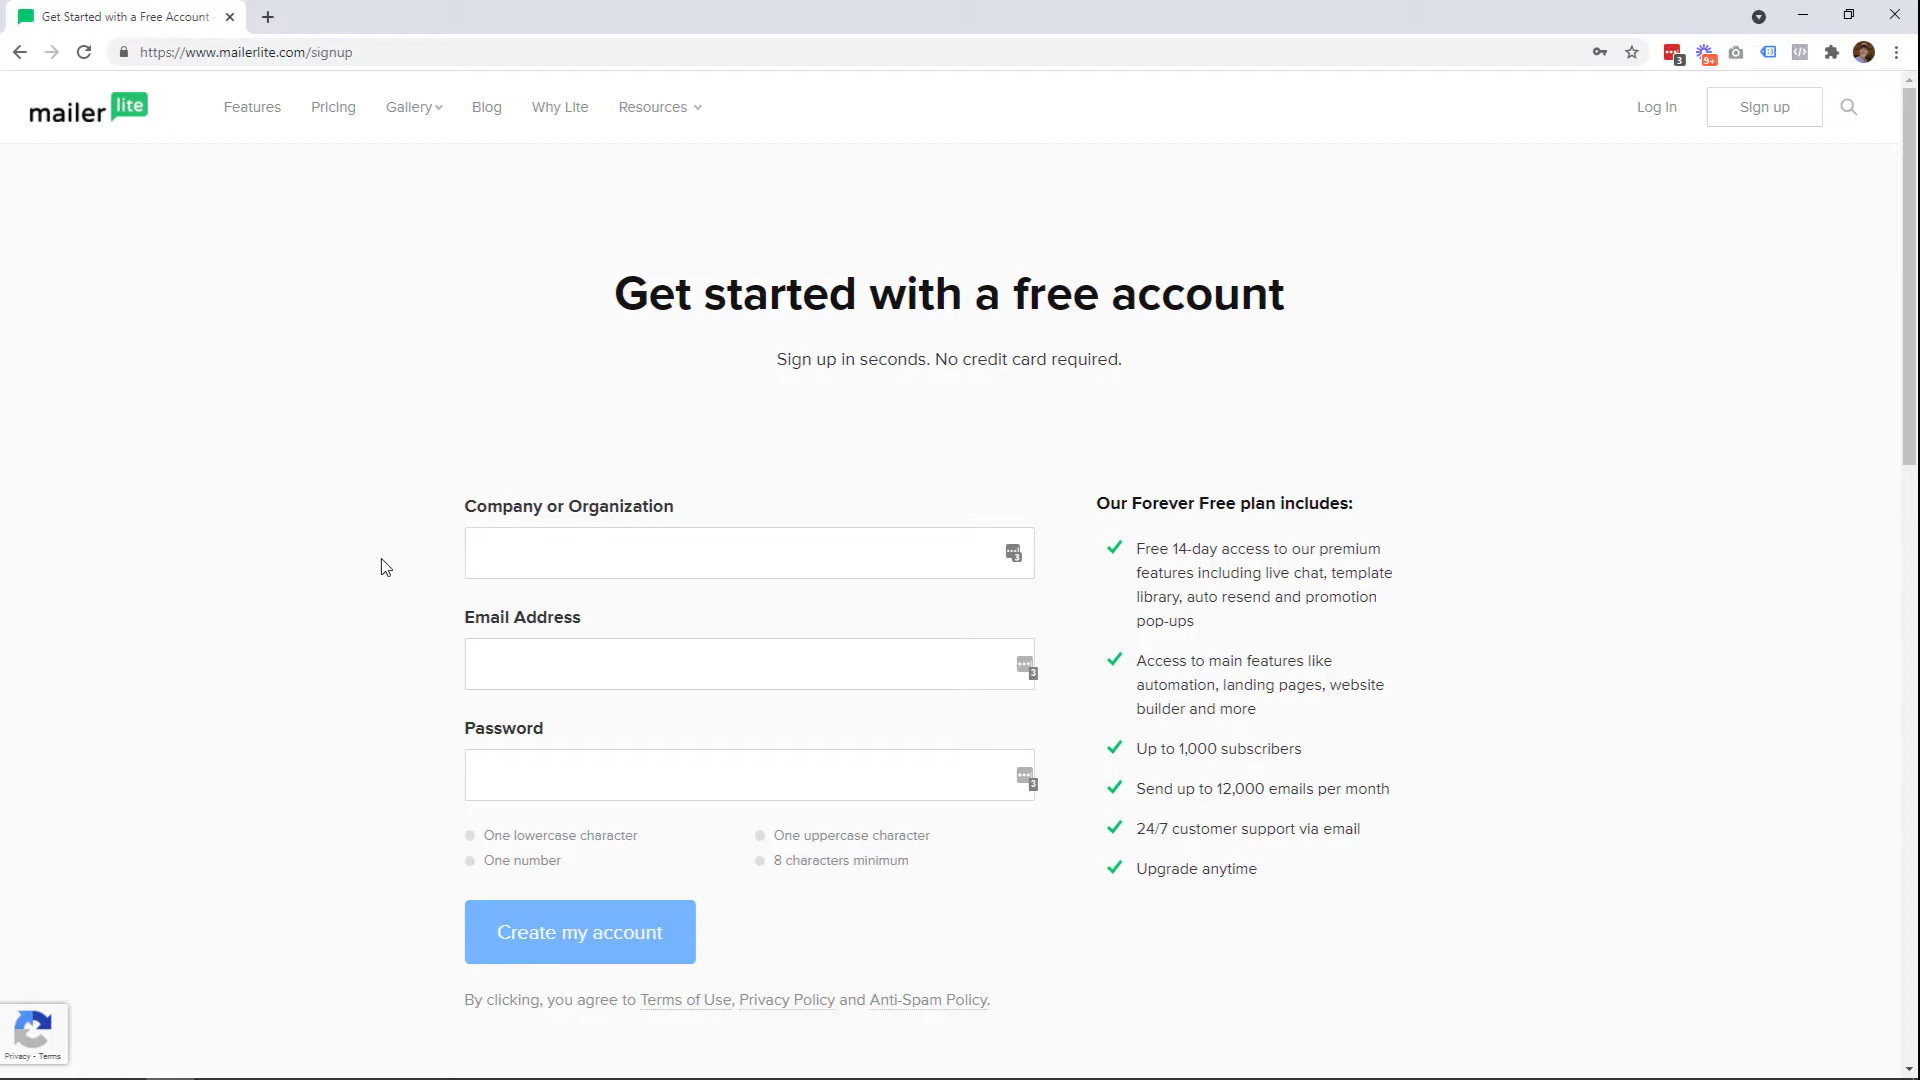 Get Started with a Free Account
https://www.mailerlite.com/signup
3
9+
mailer lite
Features
Pricing
Gallery
Blog
Why Lite
Resources
Log In
Sign up
Get started with a free account
Sign up in seconds. No credit card required.
Company or Organization
3
Email Address
3
Password
3
One lowercase character
One uppercase character
One number
8 characters minimum
Create my account
By clicking, you agree to Terms of Use, Privacy Policy and Anti-Spam Policy.
Our Forever Free plan includes:
Free 14-day access to our premium
features including live chat, template
library, auto resend and promotion
pop-ups
Access to main features like
automation, landing pages, website
builder and more
Up to 1,000 subscribers
Send up to 12,000 emails per month
24/7 customer support via email
Upgrade anytime
Privacy - Terms